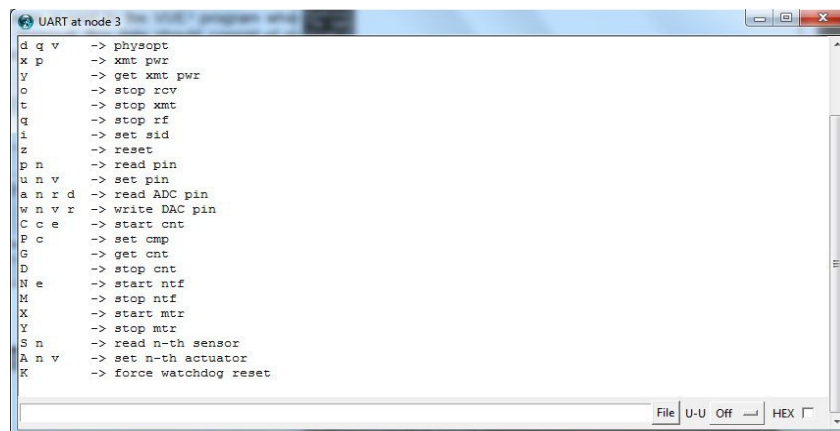 UART at node 3
d q v -> physopt
x p -> xmt pwr
y -> get xmt pwr
o -> stop rcv
t -> stop xmt
q -> stop rf
i -> set sid
z -> reset
p n -> read pin
u n v -> set pin
a n r d -> read ADC pin
w n v r -> write DAC pin
C c e -> start cnt
P c -> set cmp
G -> get cnt
D -> stop cnt
N e -> start ntf
M -> stop ntf
X -> start mtr
Y -> stop mtr
S n -> read n-th sensor
A n v -> set n-th actuator
K -> force watchdog reset
File U-U Off HEX